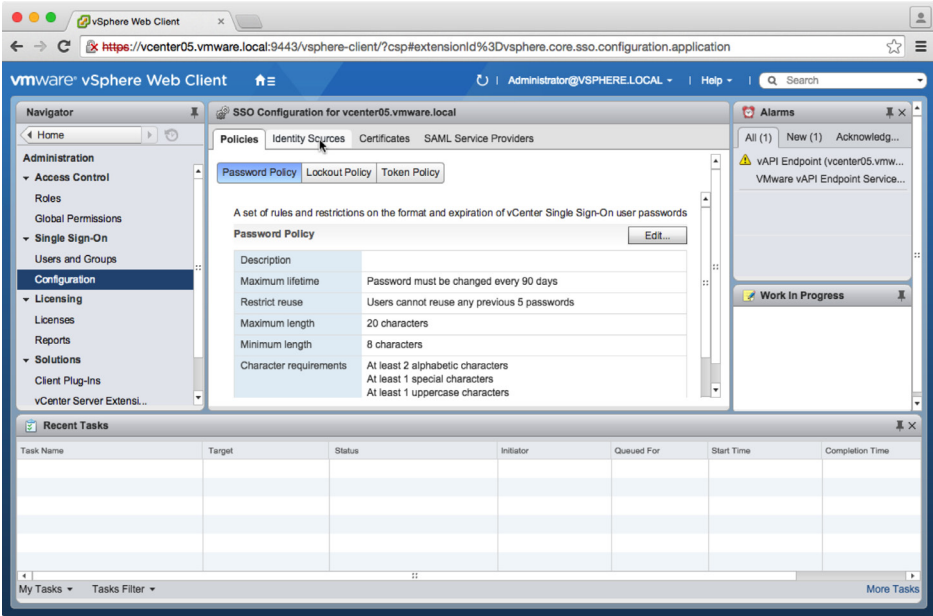 vSphere Web Client
https://vcenter05.vmware.local:9443/vsphere-client/?csp#extensionId%3Dvsphere.core.sso.configuration.application
vmware® vSphere Web Client
Administrator@VSPHERE.LOCAL
Help
Search
Navigator
Home
Administration
Access Control
Roles
Global Permissions
Single Sign-On
Users and Groups
Configuration
Licensing
Licenses
Reports
Solutions
Client Plug-Ins
vCenter Server Extensi...
SSO Configuration for vcenter05.vmware.local
Policies Identity Sources Certificates SAML Service Providers
Password Policy Lockout Policy Token Policy
A set of rules and restrictions on the format and expiration of vCenter Single Sign-On user passwords
Password Policy Edit...
Description
Maximum lifetime Password must be changed every 90 days
Restrict reuse Users cannot reuse any previous 5 passwords
Maximum length 20 characters
Minimum length 8 characters
Character requirements At least 2 alphabetic characters
At least 1 special characters
At least 1 uppercase characters
Alarms
All (1) New (1) Acknowledg...
vAPI Endpoint (vcenter05.vmw...
VMware vAPI Endpoint Service...
Work In Progress
Recent Tasks
Task Name Target Status Initiator Queued For Start Time Completion Time
My Tasks Tasks Filter More Tasks